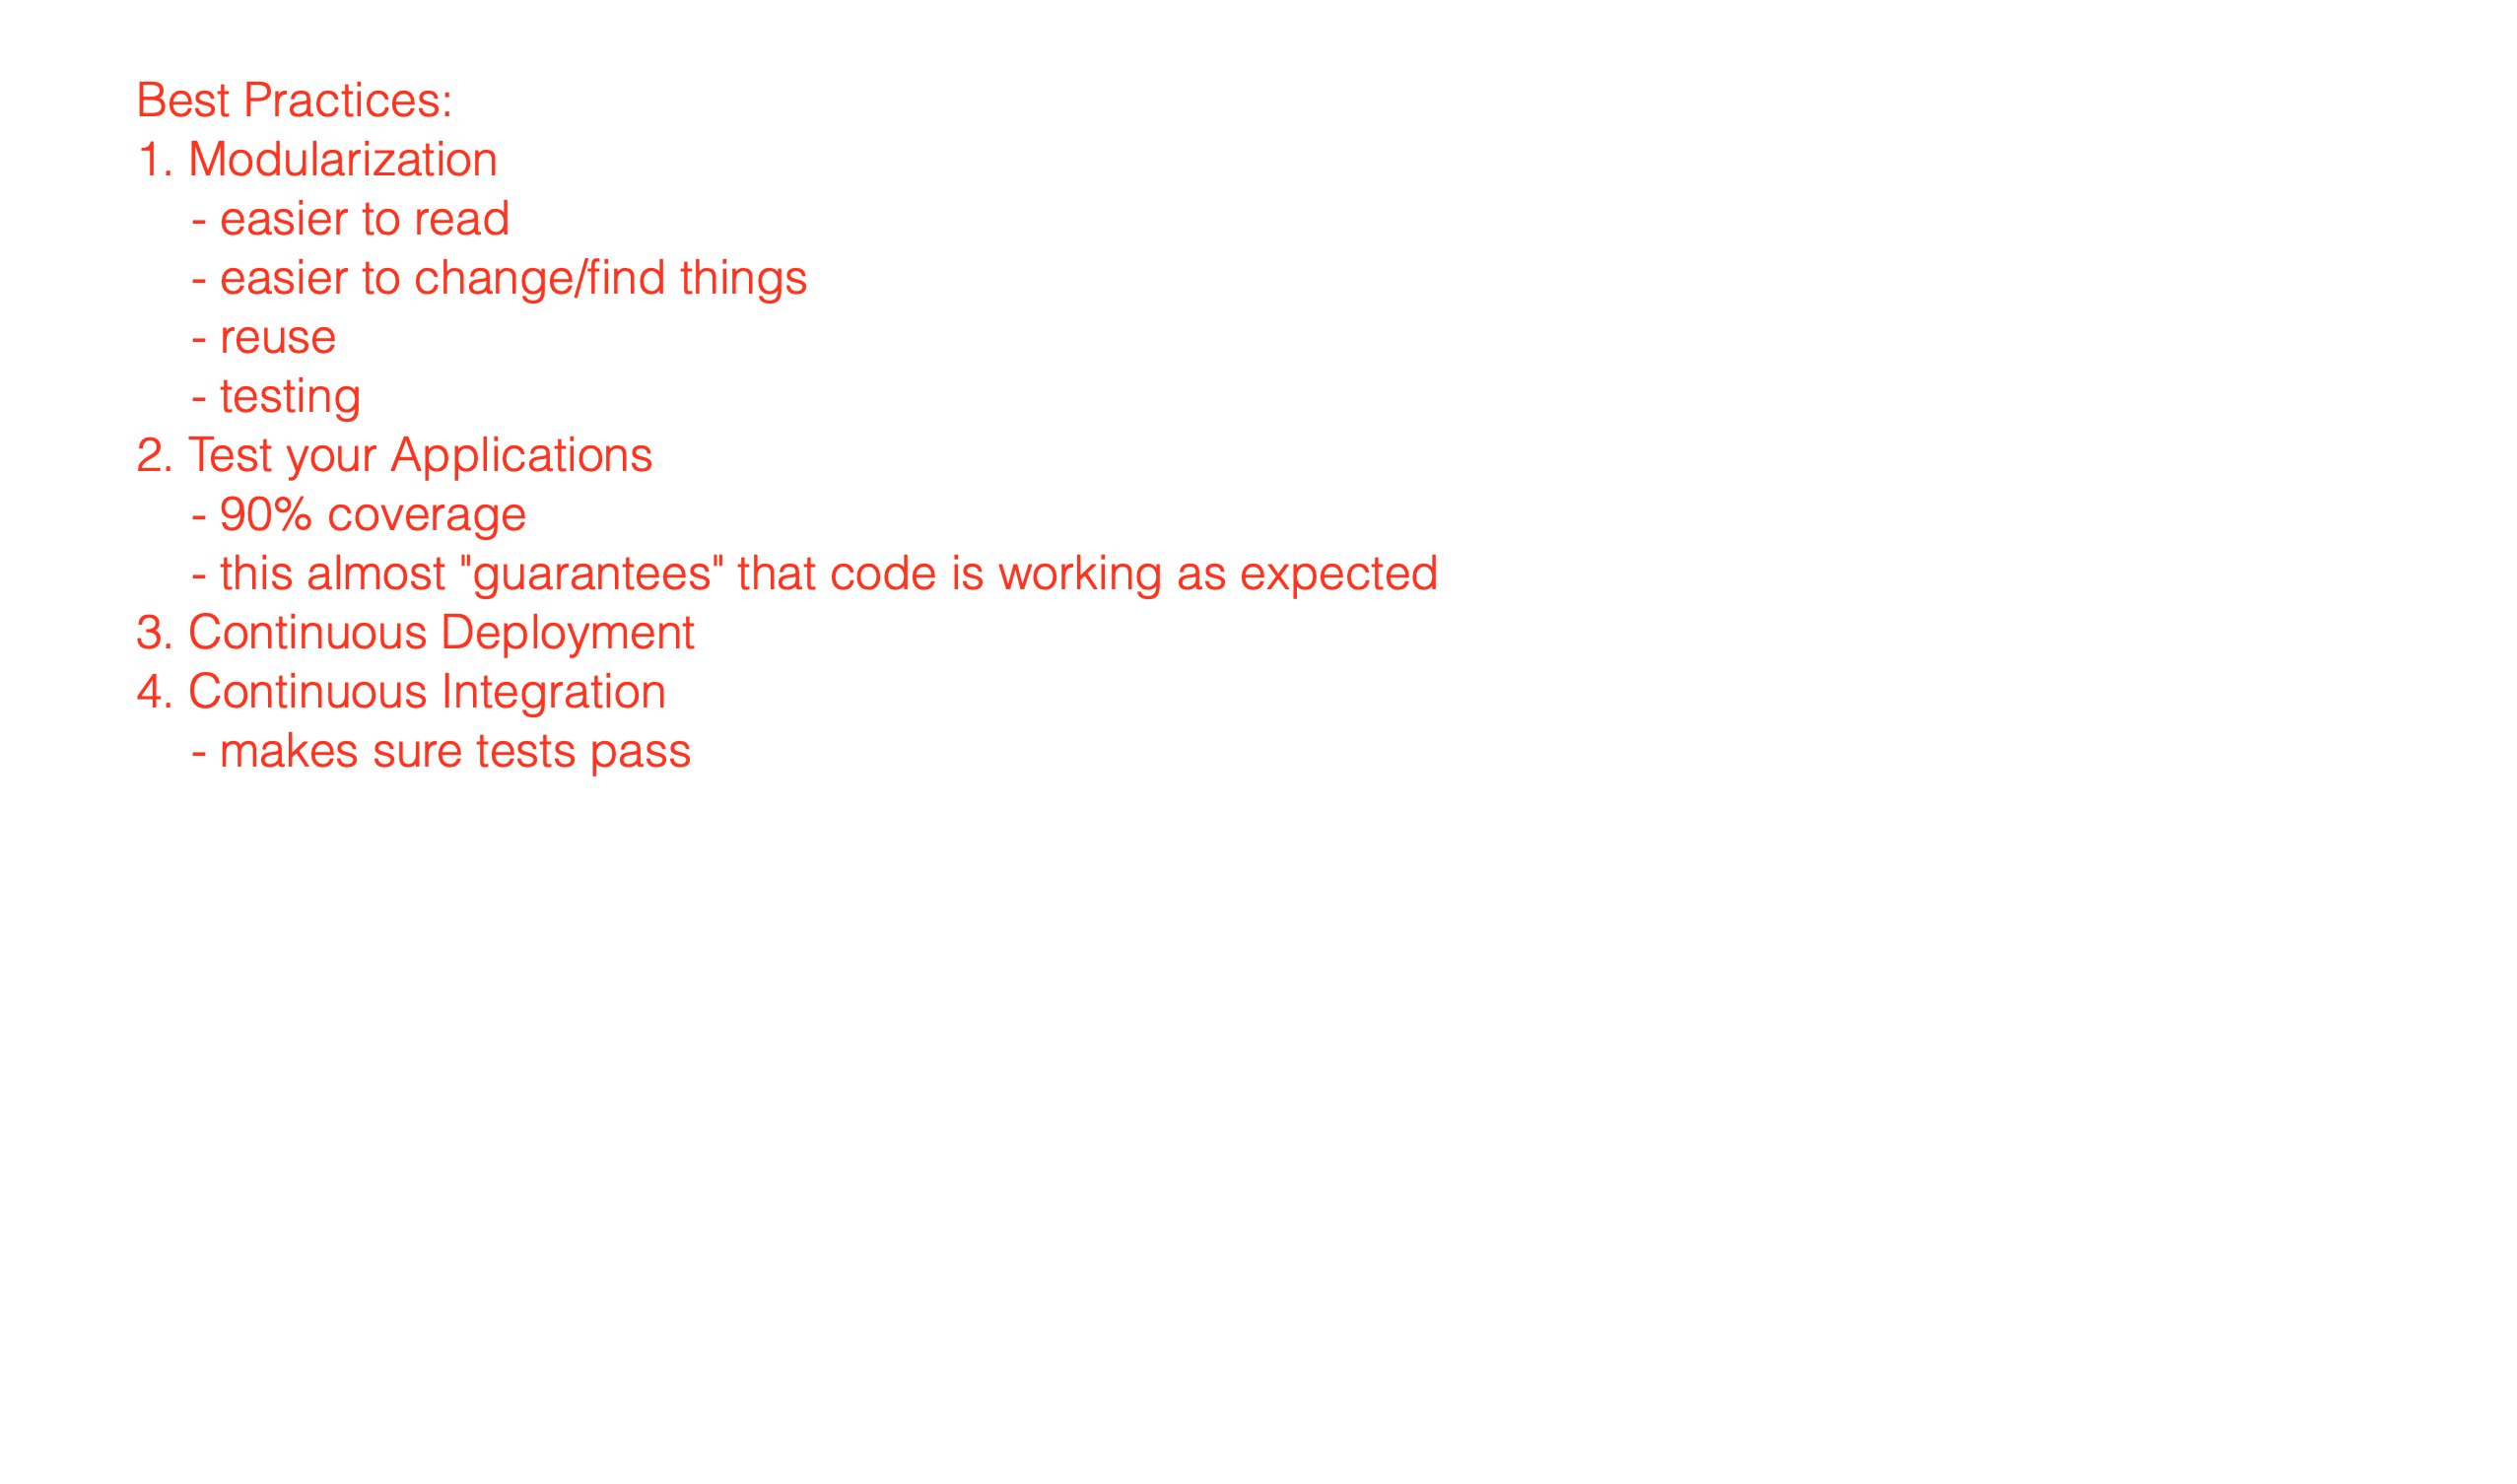 Best Practices:
1. Modularization
- easier to read
- easier to change/find things
- reuse
- testing
2. Test your Applications
- 90% coverage
- this almost "guarantees" that code is working as expected
3. Continuous Deployment
4. Continuous Integration
- makes sure tests pass